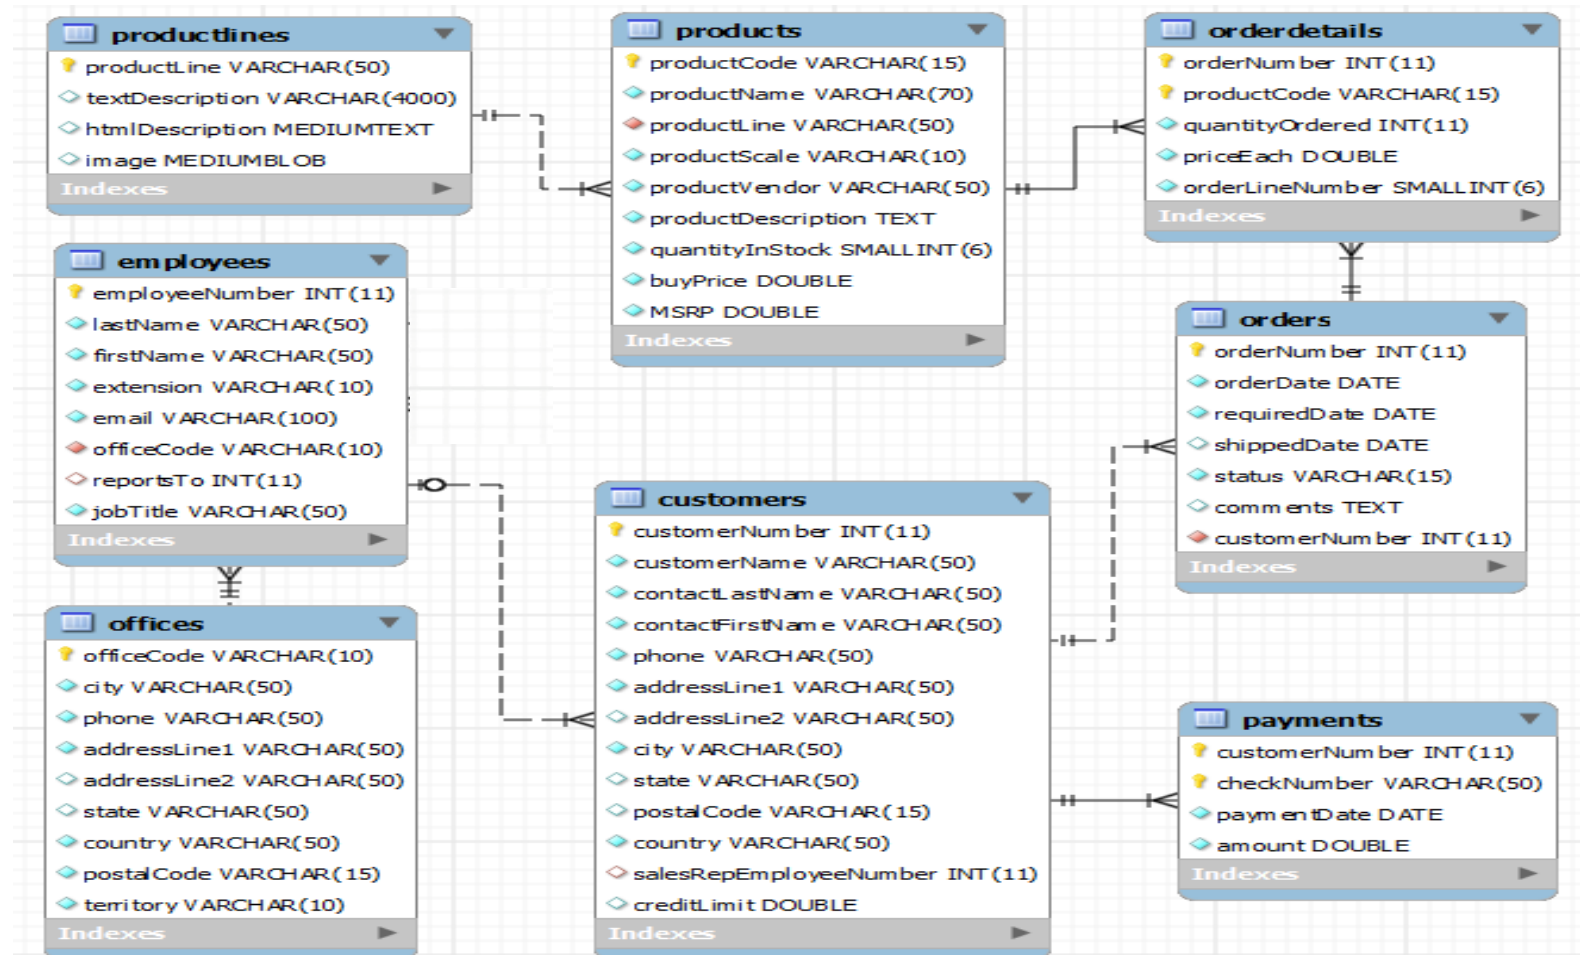 productlines
productLine VARCHAR(50)
textDescription VARCHAR(4000)
htmlDescription MEDIUMTEXT
image MEDIUMBLOB
Indexes
products
productCode VARCHAR(15)
productName VARCHAR(70)
productLine VARCHAR(50)
productScale VARCHAR(10)
productVendor VARCHAR(50)
productDescription TEXT
quantityInStock SMALLINT(6)
buyPrice DOUBLE
MSRP DOUBLE
Indexes
orderdetails
orderNumber INT(11)
productCode VARCHAR(15)
quantityOrdered INT(11)
priceEach DOUBLE
orderLineNumber SMALLINT(6)
Indexes
employees
employeeNumber INT(11)
lastName VARCHAR(50)
firstName VARCHAR(50)
extension VARCHAR(10)
email VARCHAR(100)
officeCode VARCHAR(10)
reportsTo INT(11)
jobTitle VARCHAR(50)
Indexes
orders
orderNumber INT(11)
orderDate DATE
requiredDate DATE
shippedDate DATE
status VARCHAR(15)
comments TEXT
customerNumber INT(11)
Indexes
customers
customerNumber INT(11)
customerName VARCHAR(50)
contactLastName VARCHAR(50)
contactFirstName VARCHAR(50)
phone VARCHAR(50)
addressLine1 VARCHAR(50)
addressLine2 VARCHAR(50)
city VARCHAR(50)
state VARCHAR(50)
postalCode VARCHAR(15)
country VARCHAR(50)
salesRepEmployeeNumber INT(11)
creditLimit DOUBLE
Indexes
offices
officeCode VARCHAR(10)
city VARCHAR(50)
phone VARCHAR(50)
addressLine1 VARCHAR(50)
addressLine2 VARCHAR(50)
state VARCHAR(50)
country VARCHAR(50)
postalCode VARCHAR(15)
territory VARCHAR(10)
Indexes
payments
customerNumber INT(11)
checkNumber VARCHAR(50)
paymentDate DATE
amount DOUBLE
Indexes